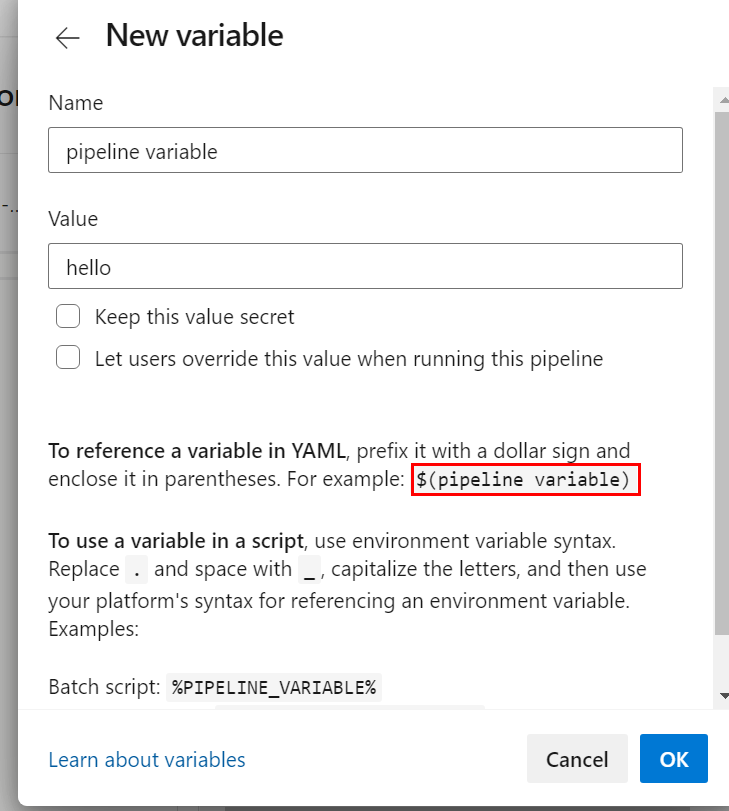 New variable
Name
pipeline variable
Value
hello
Keep this value secret
Let users override this value when running this pipeline
To reference a variable in YAML, prefix it with a dollar sign and
enclose it in parentheses. For example: $(pipeline variable)
To use a variable in a script, use environment variable syntax.
Replace . and space with _, capitalize the letters, and then use
your platform's syntax for referencing an environment variable.
Examples:
Batch script: %PIPELINE_VARIABLE%
Learn about variables
Cancel
OK